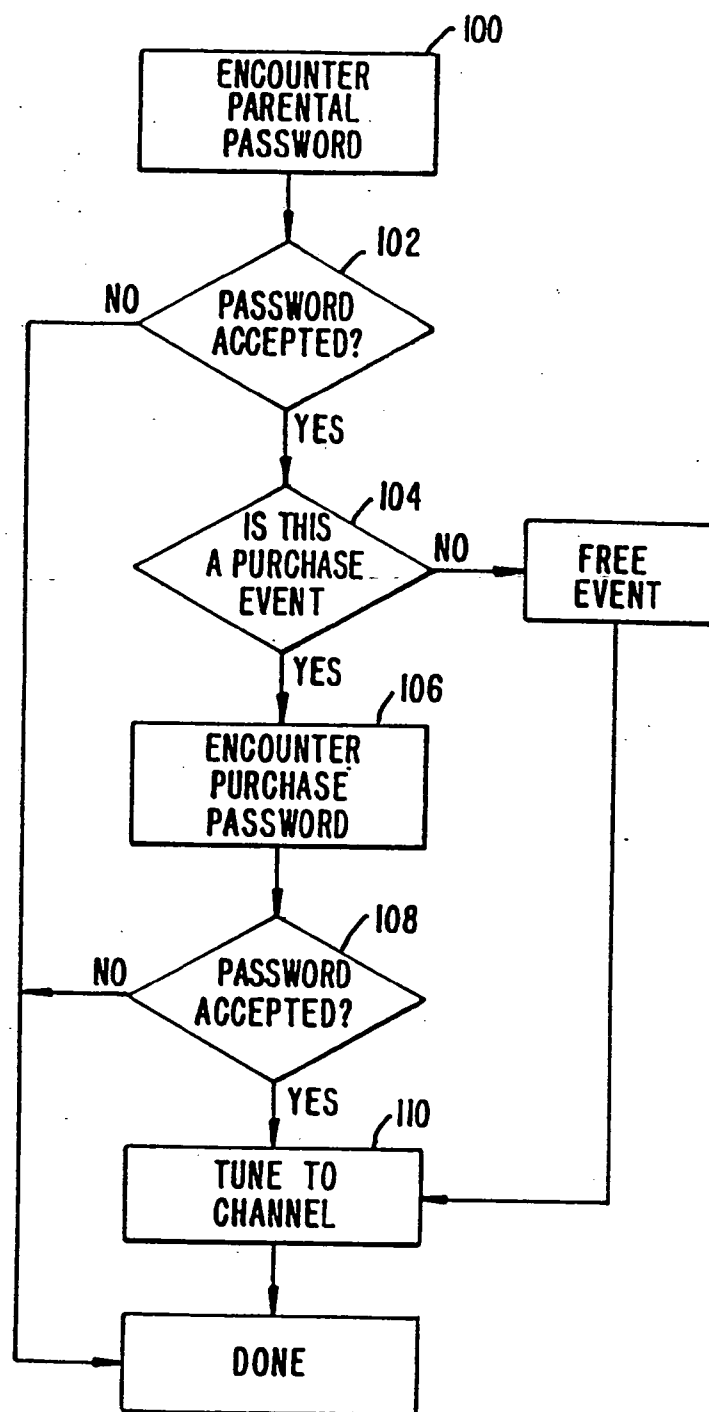 100
ENCOUNTER
PARENTAL
PASSWORD
102
NO
PASSWORD
ACCEPTED?
YES
104
IS THIS
A PURCHASE
EVENT
NO
FREE
EVENT
YES
106
ENCOUNTER
PURCHASE
PASSWORD
108
NO
PASSWORD
ACCEPTED?
YES
110
TUNE TO
CHANNEL
DONE